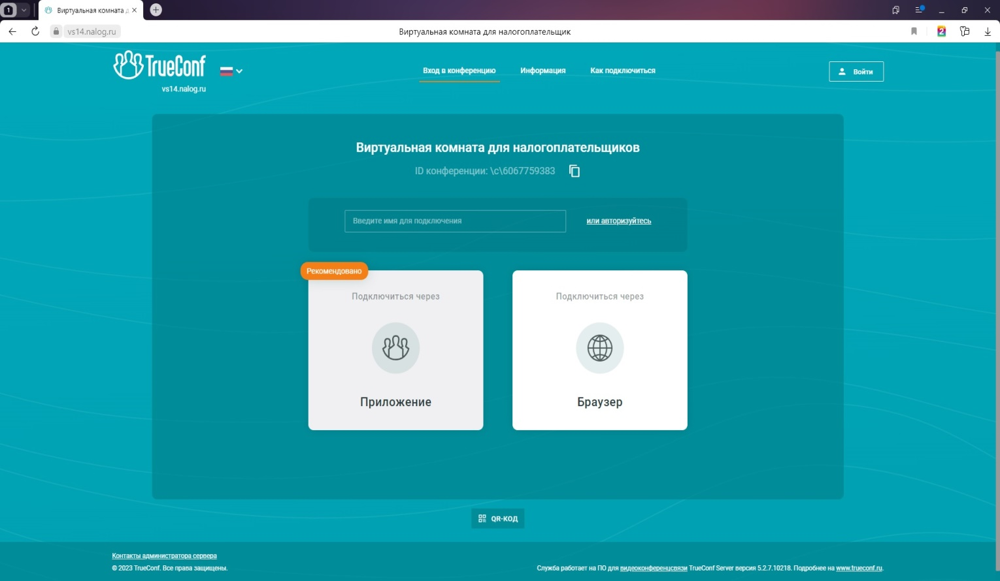 1
Виртуальная комната д
vs14.nalog.ru
Виртуальная комната для налогоплательщик
2
TrueConf
vs14.nalog.ru
Вход в конференцию
Информация
Как подключиться
Войти
Виртуальная комната для налогоплательщиков
ID конференции: \c\6067759383
Введите имя для подключения
или авторизуйтесь
Рекомендовано
Подключиться через
Приложение
Подключиться через
Браузер
QR-КОД
Контакты администратора сервера
© 2023 TrueConf. Все права защищены.
Служба работает на ПО для видеоконференцсвязи TrueConf Server версия 5.2.7.10218. Подробнее на www.trueconf.ru.